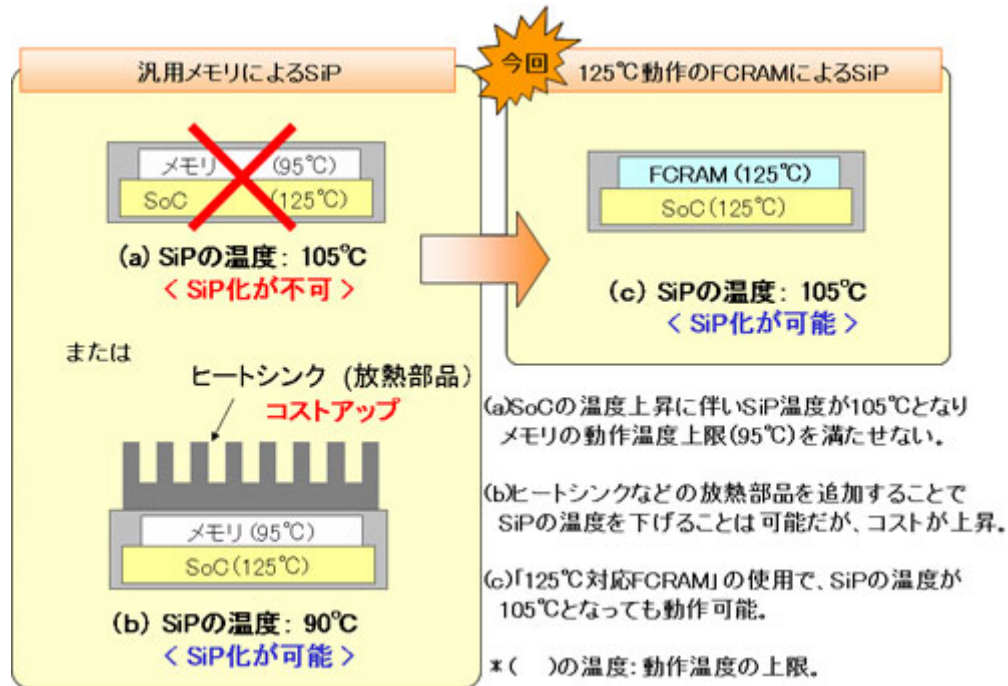 汎用メモリによるSiP
メモリ (95℃)
SoC (125℃)
(a) SiPの温度: 105℃
< SiP化が不可 >
または
ヒートシンク (放熱部品)
コストアップ
メモリ (95℃)
SoC(125℃)
(b) SiPの温度: 90℃
< SiP化が可能 >
今回
125℃動作のFCRAMによるSiP
FCRAM (125℃)
SoC(125℃)
(c) SiPの温度: 105℃
< SiP化が可能 >
(a)SoCの温度上昇に伴いSiP温度が105℃となり
メモリの動作温度上限(95℃)を満たせない。
(b)ヒートシンクなどの放熱部品を追加することで
SiPの温度を下げることは可能だが、コストが上昇。
(c)「125℃対応FCRAM」の使用で、SiPの温度が
105℃となっても動作可能。
*( )の温度:動作温度の上限。